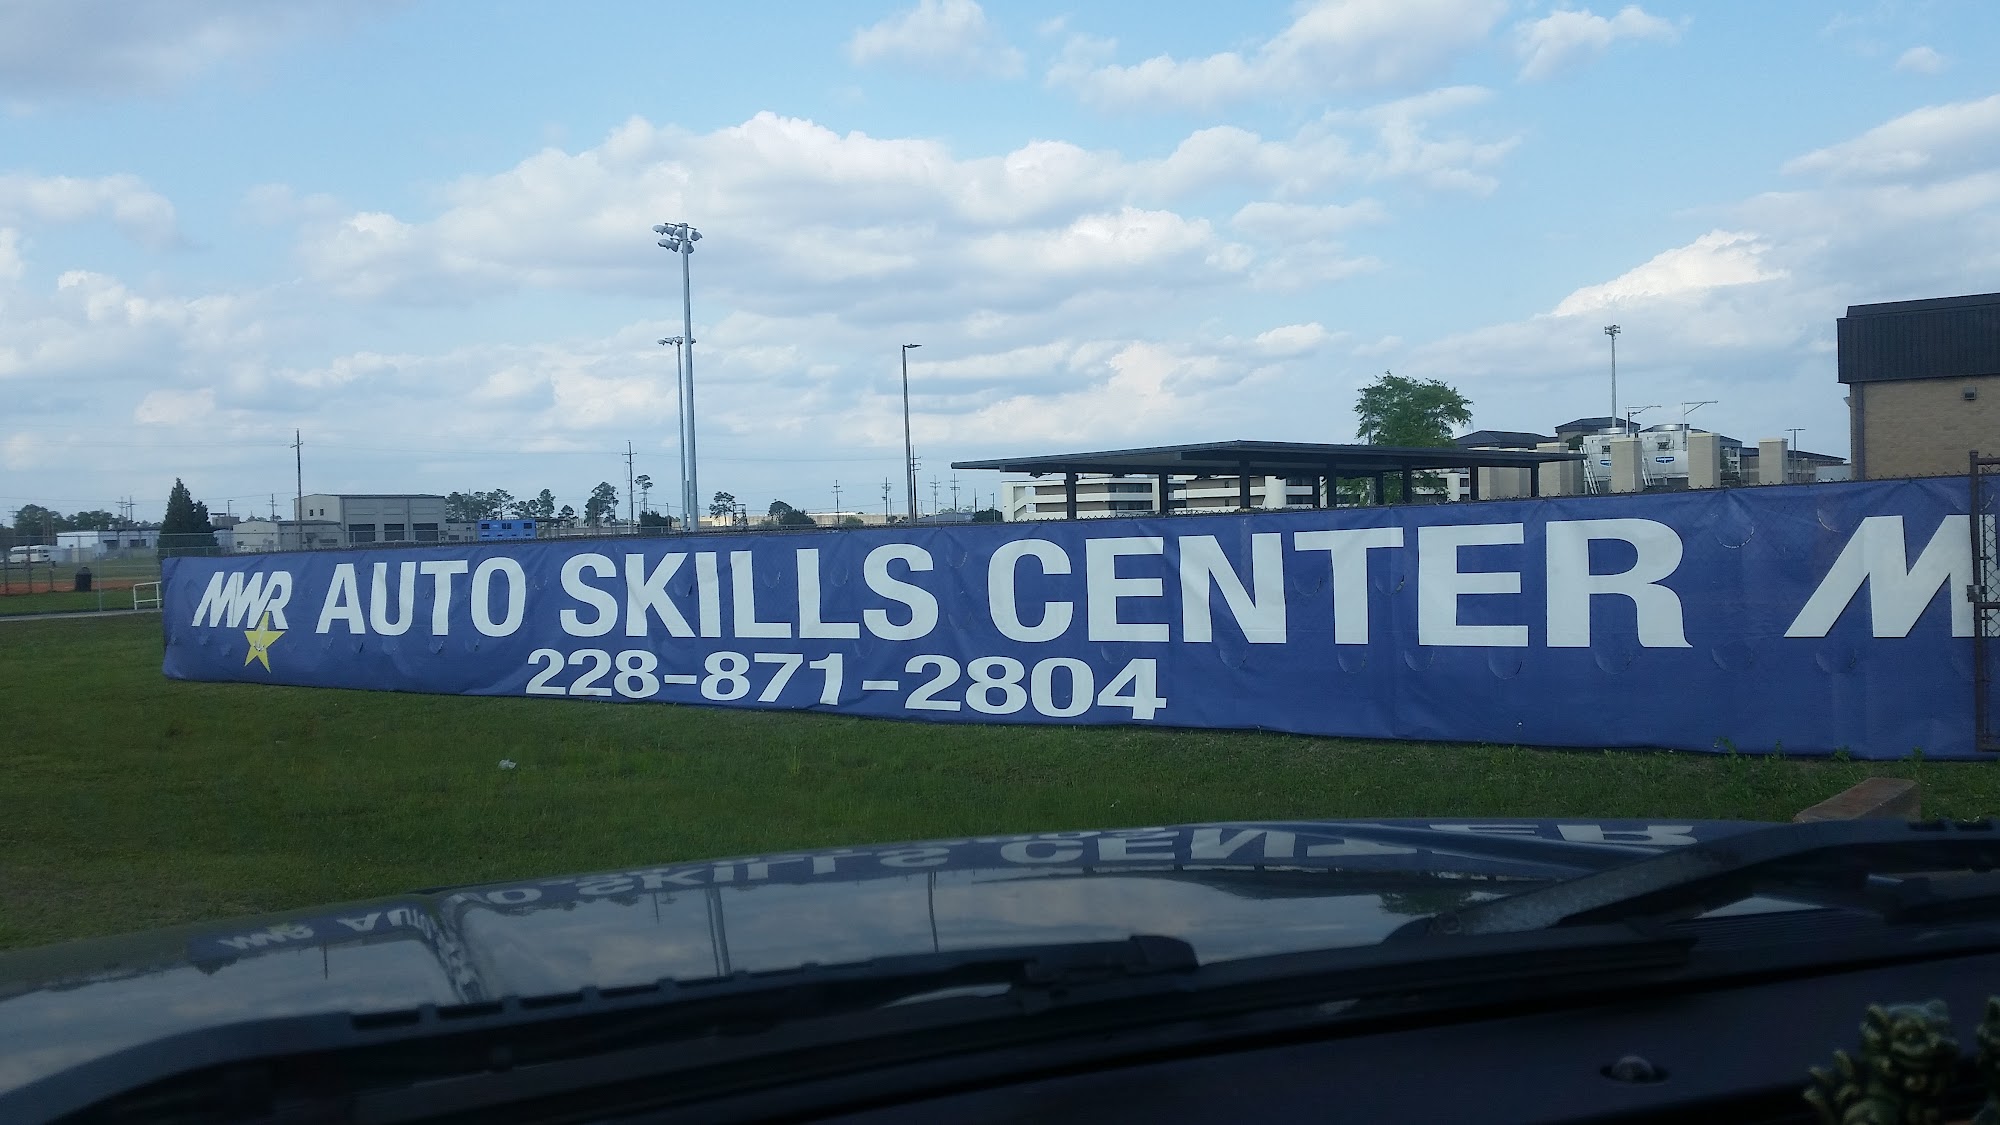 MWR AUTO SKILLS CENTER M
228-871-2804